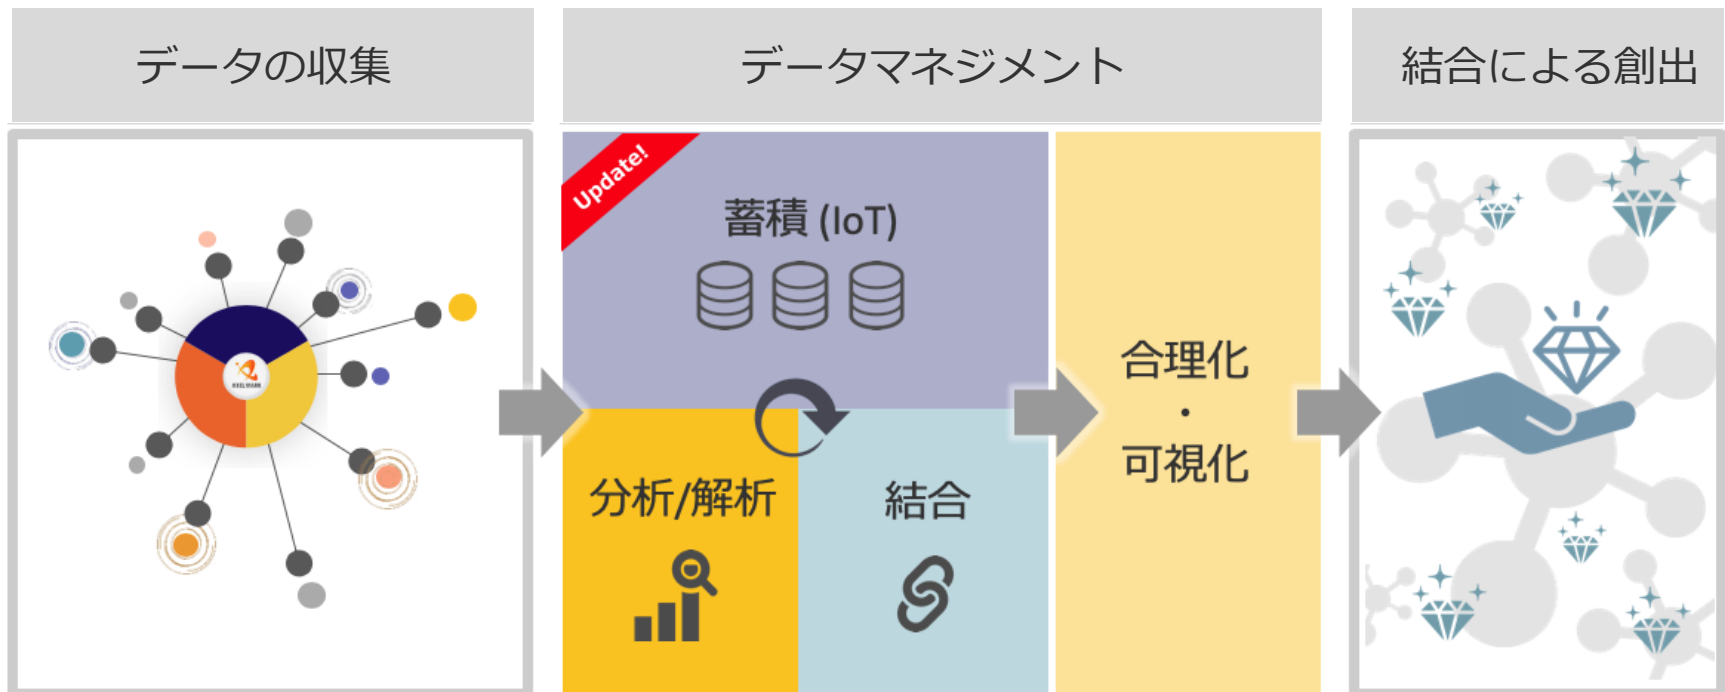 データの収集
データマネジメント
結合による創出
Update!
蓄積 (IoT)
分析/解析
結合
合理化
・
可視化